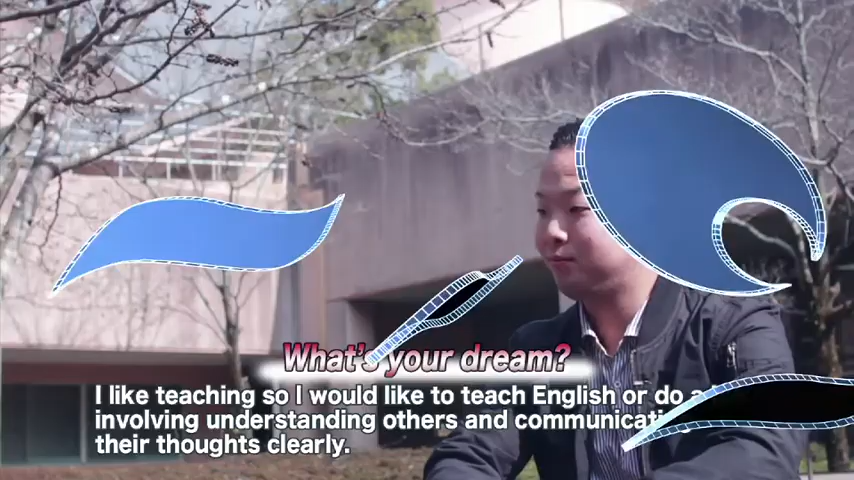 What's your dream?
I like teaching so I would like to teach English or do a
involving understanding others and communicating
their thoughts clearly.